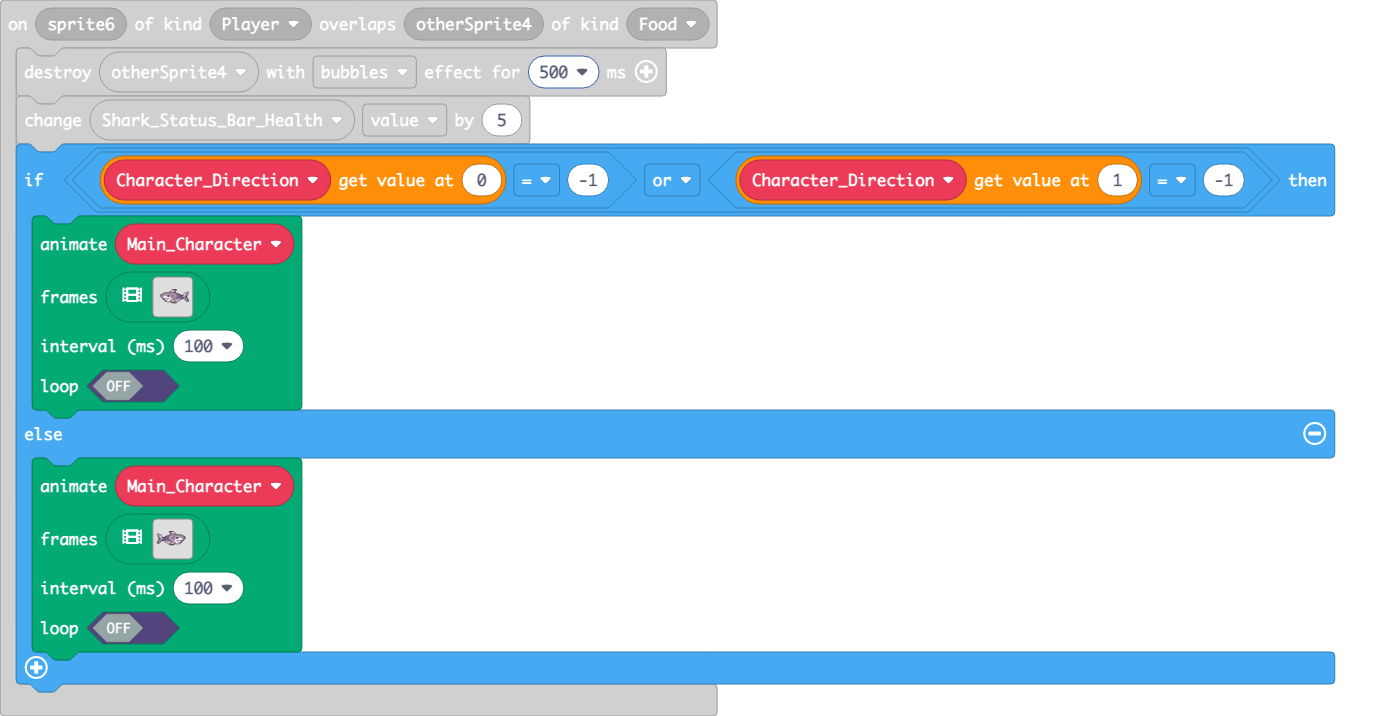 on sprite6 of kind Player overlaps otherSprite4 of kind Food
destroy otherSprite4 with bubbles effect for 500 ms
change Shark_Status_Bar_Health value by 5
if Character_Direction get value at 0 = -1 or Character_Direction get value at 1 = -1 then
animate Main_Character
frames
interval (ms) 100
loop OFF
else
animate Main_Character
frames
interval (ms) 100
loop OFF